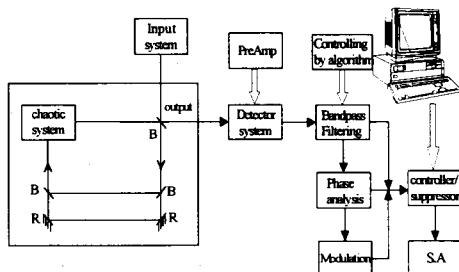 Input
system
PreAmp
Controlling
by algorithm
chaotic
system
output
B
Detector
system
Bandpass
Filtering
B
B
Phase
analysis
controller/
suppressor
R
R
Modulation
S.A